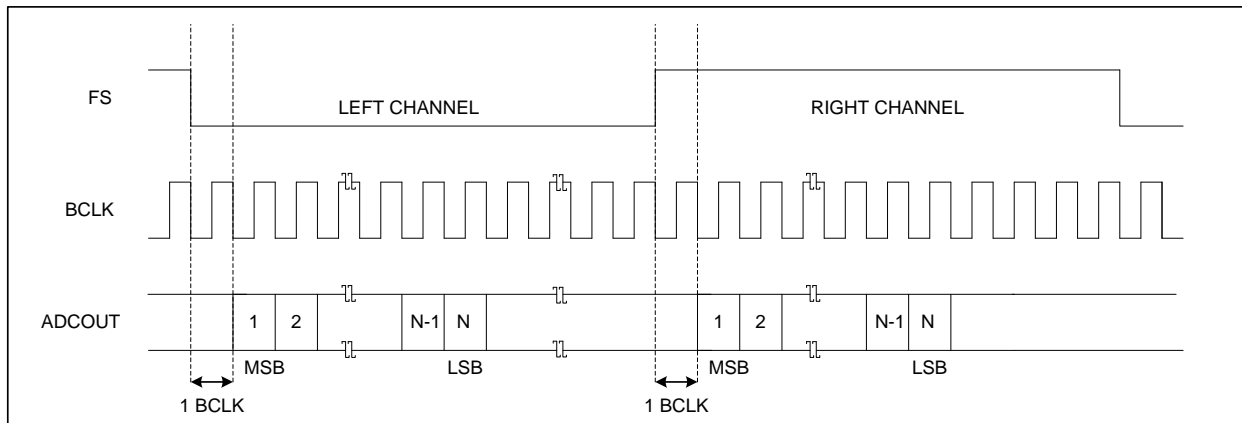 FS
LEFT CHANNEL
RIGHT CHANNEL
BCLK
ADCOUT
1 2 N-1 N 1 2 N-1 N
MSB LSB MSB LSB
1 BCLK 1 BCLK